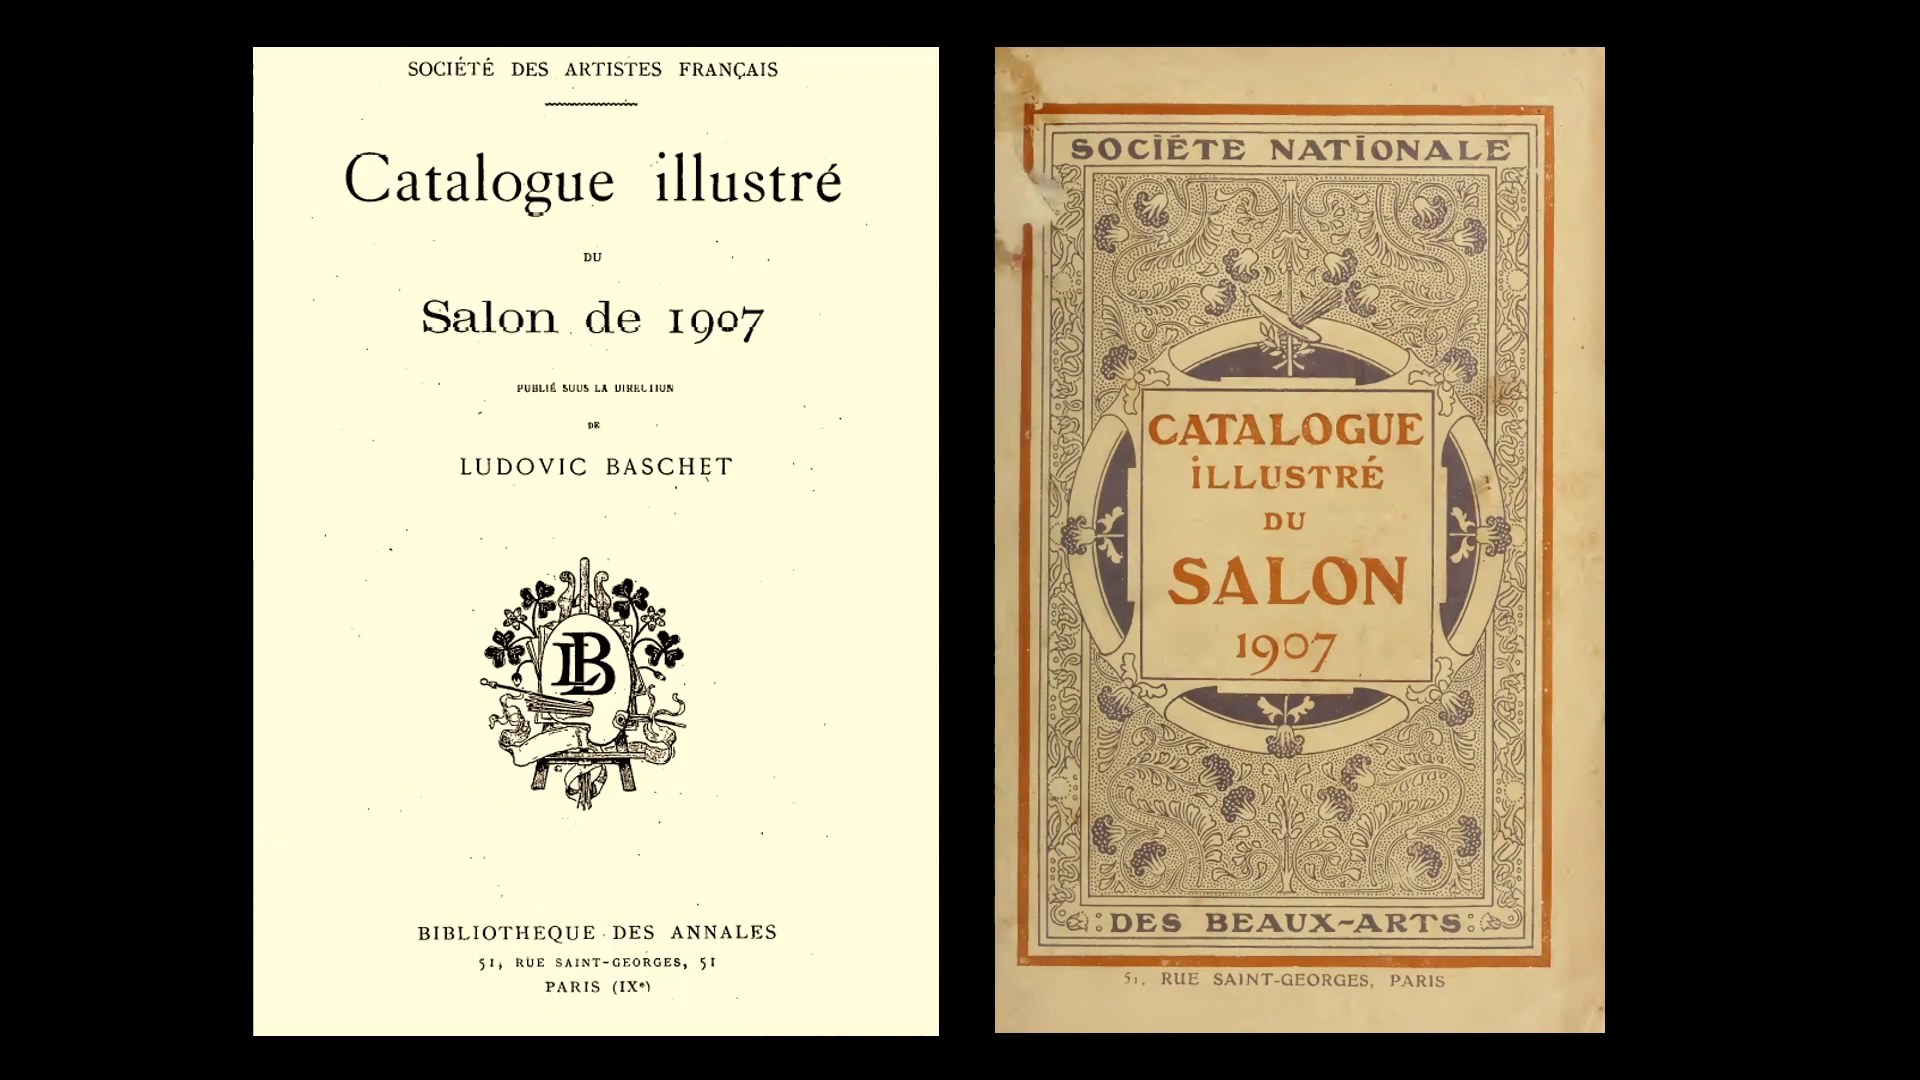 SOCIÉTÉ DES ARTISTES FRANÇAIS
Catalogue illustré
DU
Salon de 1907
PUBLIÉ SOUS LA DIRECTION
DE
LUDOVIC BASCHET
LB
BIBLIOTHEQUE DES ANNALES
51, RUE SAINT-GEORGES, 51
PARIS (IXe)
SOCIÉTE NATIONALE
CATALOGUE
ILLUSTRÉ
DU
SALON
1907
DES BEAUX-ARTS
51, RUE SAINT-GEORGES, PARIS